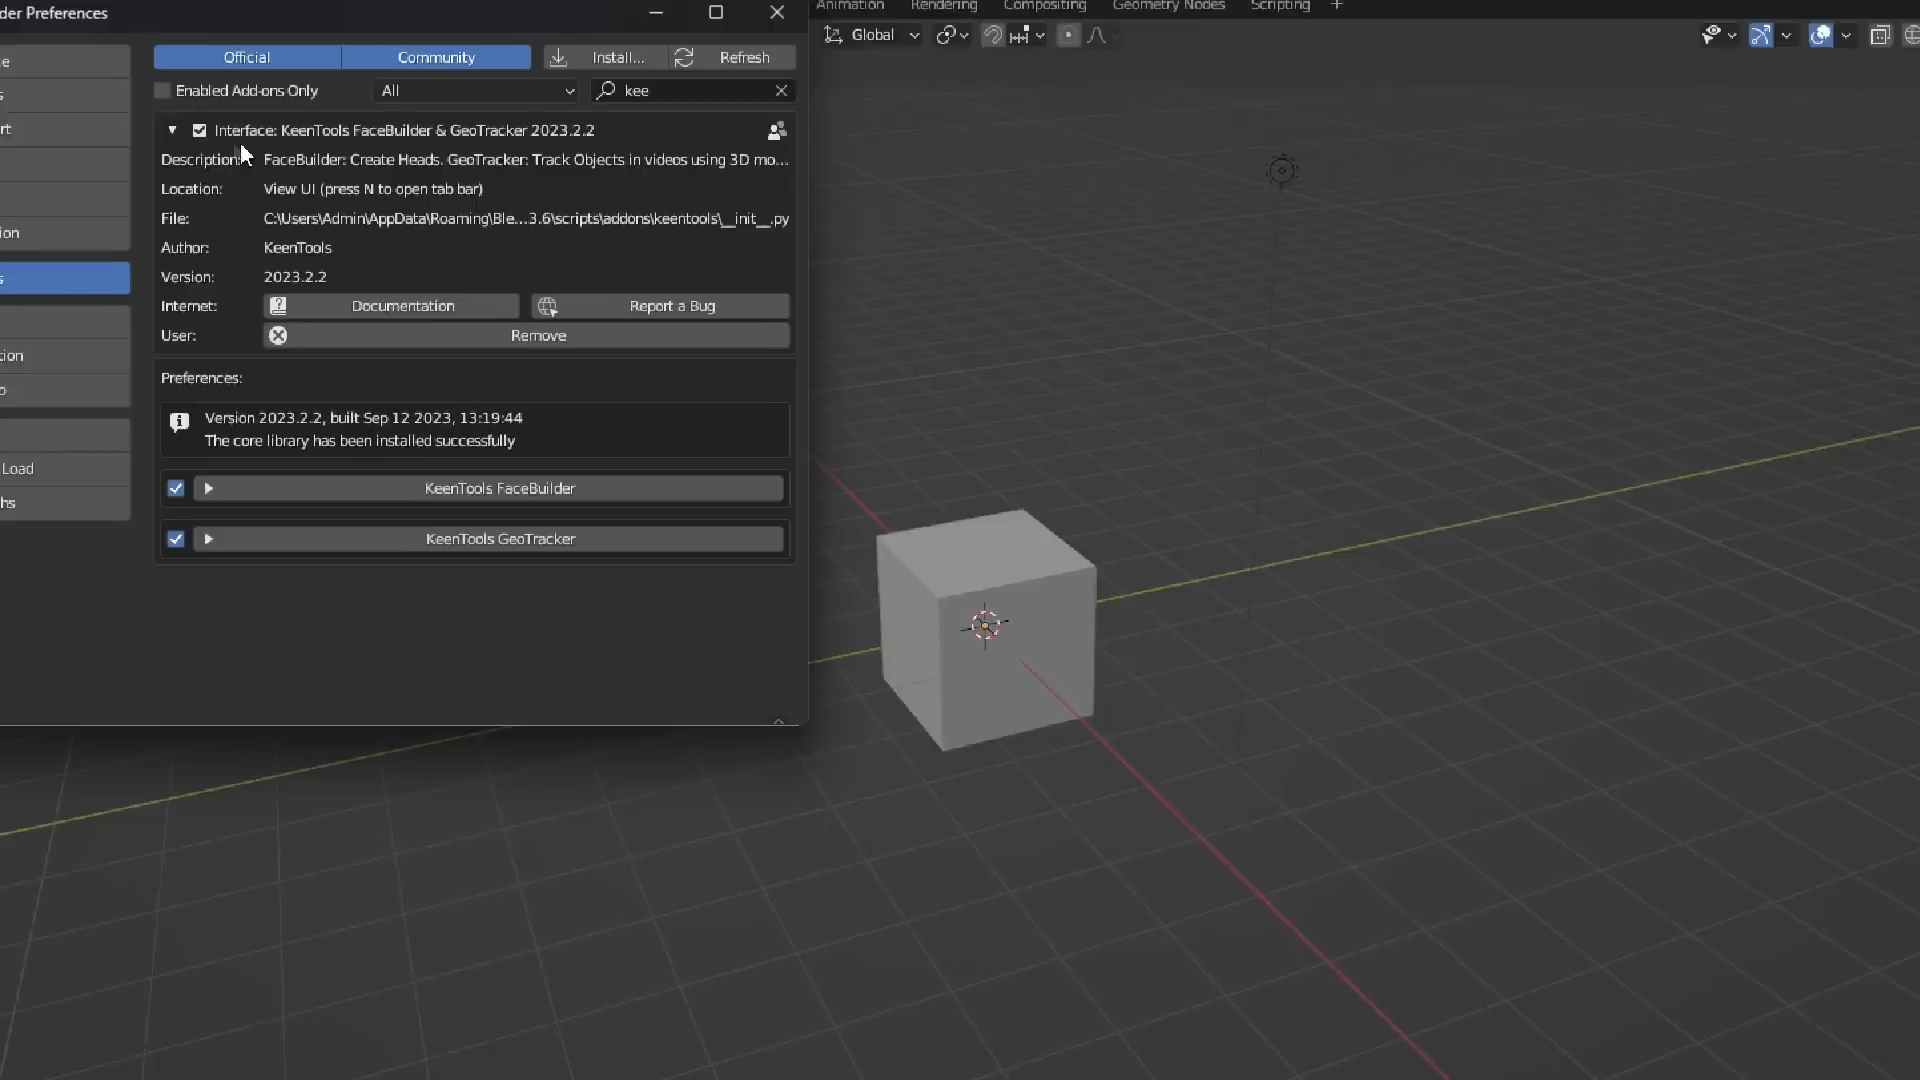 der Preferences
Animation Rendering Compositing Geometry Nodes Scripting +
Global
Official Community Install... Refresh
Enabled Add-ons Only All kee
Interface: KeenTools FaceBuilder & GeoTracker 2023.2.2
Description: FaceBuilder: Create Heads. GeoTracker: Track Objects in videos using 3D mo...
Location: View UI (press N to open tab bar)
File: C:\Users\Admin\AppData\Roaming\Ble...3.6\scripts\addons\keentools\__init__.py
Author: KeenTools
Version: 2023.2.2
Internet: Documentation Report a Bug
User: Remove
Preferences:
Version 2023.2.2, built Sep 12 2023, 13:19:44
The core library has been installed successfully
KeenTools FaceBuilder
KeenTools GeoTracker
ce
s
rt
ion
s
tion
o
Load
hs